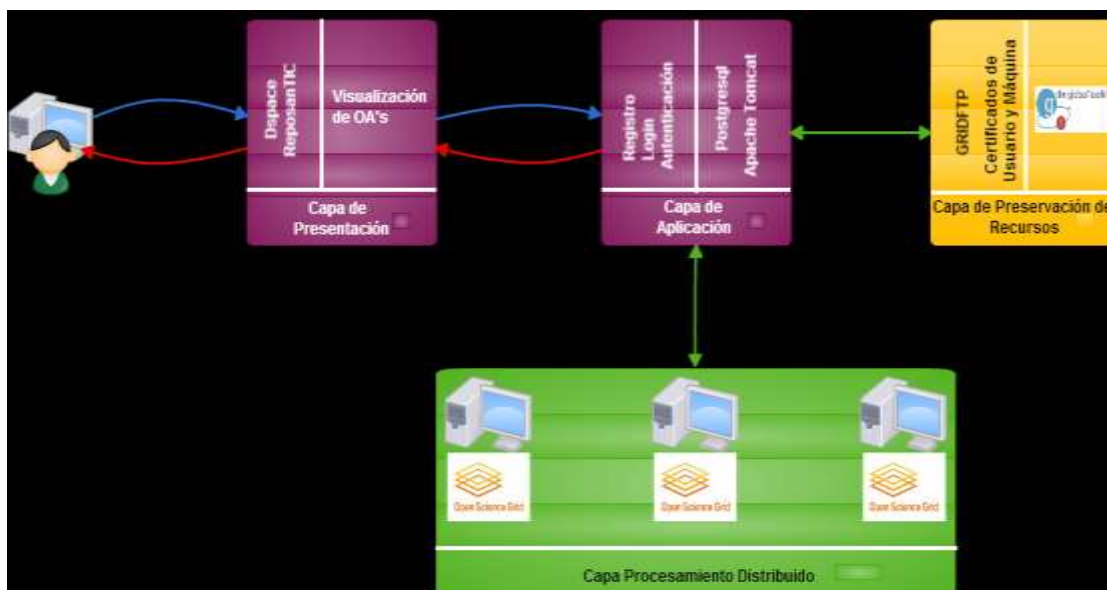 Dspace
ReposanTIC
Visualización
de OA's
Capa de
Presentación
Registro
Login
Autenticación
Postgresql
Apache Tomcat
Capa de
Aplicación
GRIDFTP
Certificados de
Usuario y Máquina
Capa de Preservación de
Recursos
Open Science Grid
Open Science Grid
Open Science Grid
Capa Procesamiento Distribuido